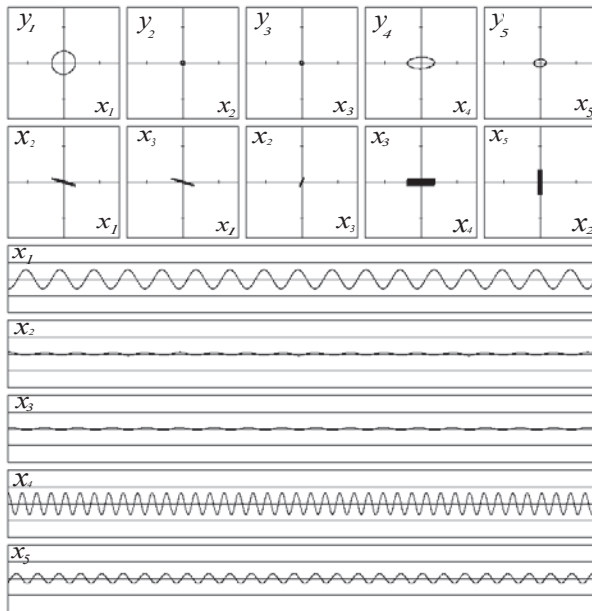 y₁ y₂ y₃ y₄ y₅
x₁ x₂ x₃ x₄ x₅
x₂ x₃ x₂ x₃ x₅
x₁ x₁ x₃ x₄ x₂
x₁
x₂
x₃
x₄
x₅